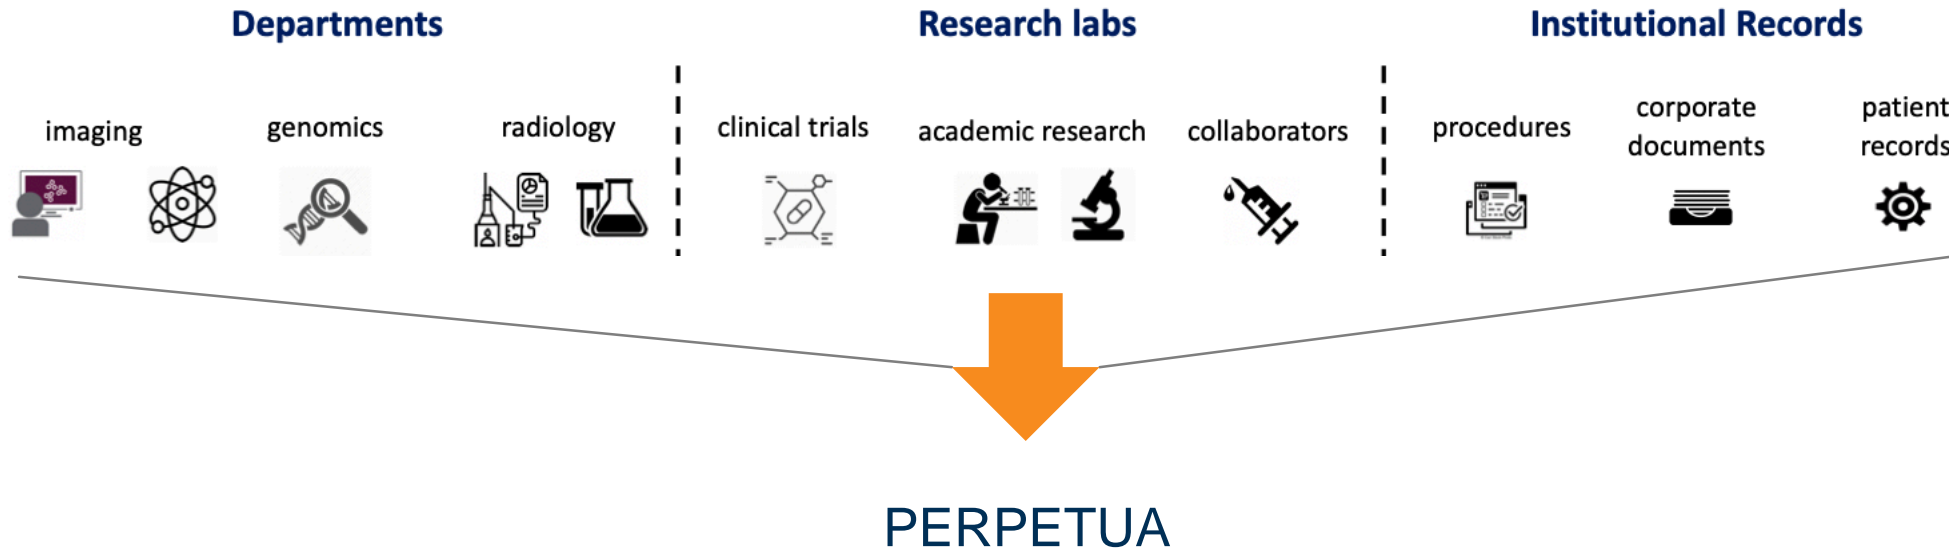 Departments
Research labs
Institutional Records
imaging
genomics
radiology
clinical trials
academic research
collaborators
procedures
corporate
documents
patient
records
PERPETUA